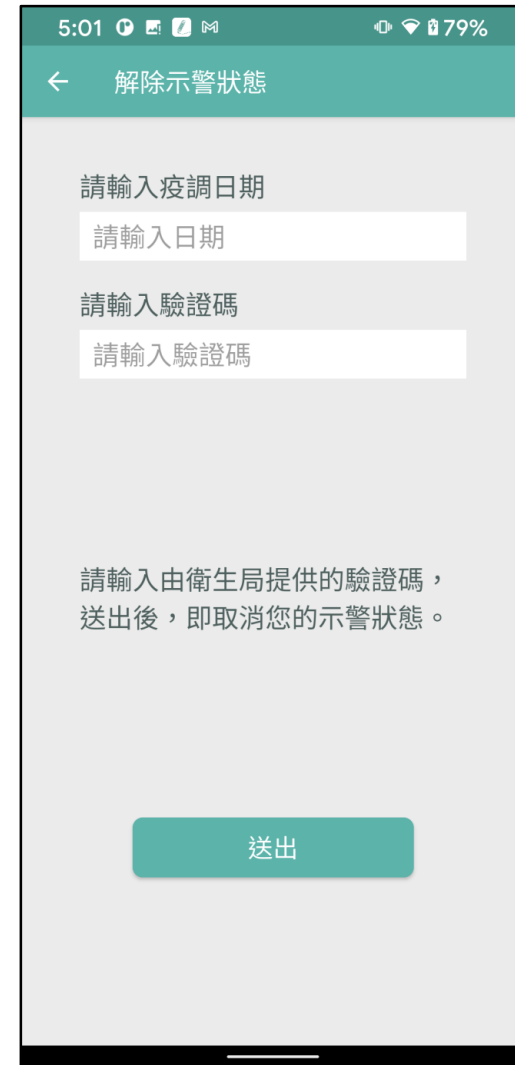 5:01 79%
解除示警狀態
請輸入疫調日期
請輸入日期
請輸入驗證碼
請輸入驗證碼
請輸入由衛生局提供的驗證碼，
送出後，即取消您的示警狀態。
送出